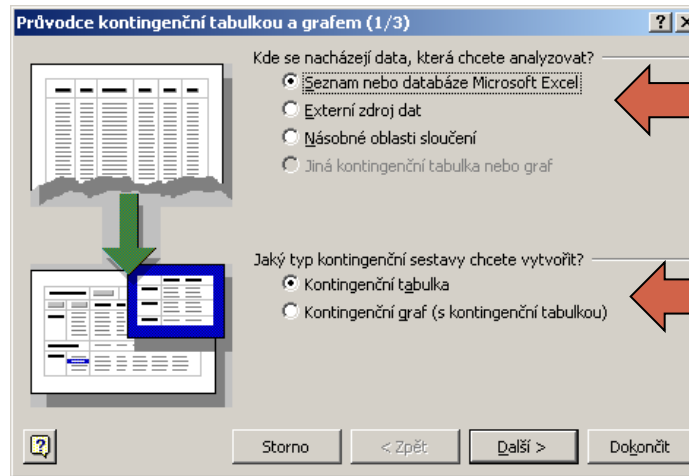 Průvodce kontingenční tabulkou a grafem (1/3)
Kde se nacházejí data, která chcete analyzovat?
Seznam nebo databáze Microsoft Excel
Externí zdroj dat
Násobné oblasti sloučení
Jiná kontingenční tabulka nebo graf
Jaký typ kontingenční sestavy chcete vytvořit?
Kontingenční tabulka
Kontingenční graf (s kontingenční tabulkou)
Storno
< Zpět
Další >
Dokončit